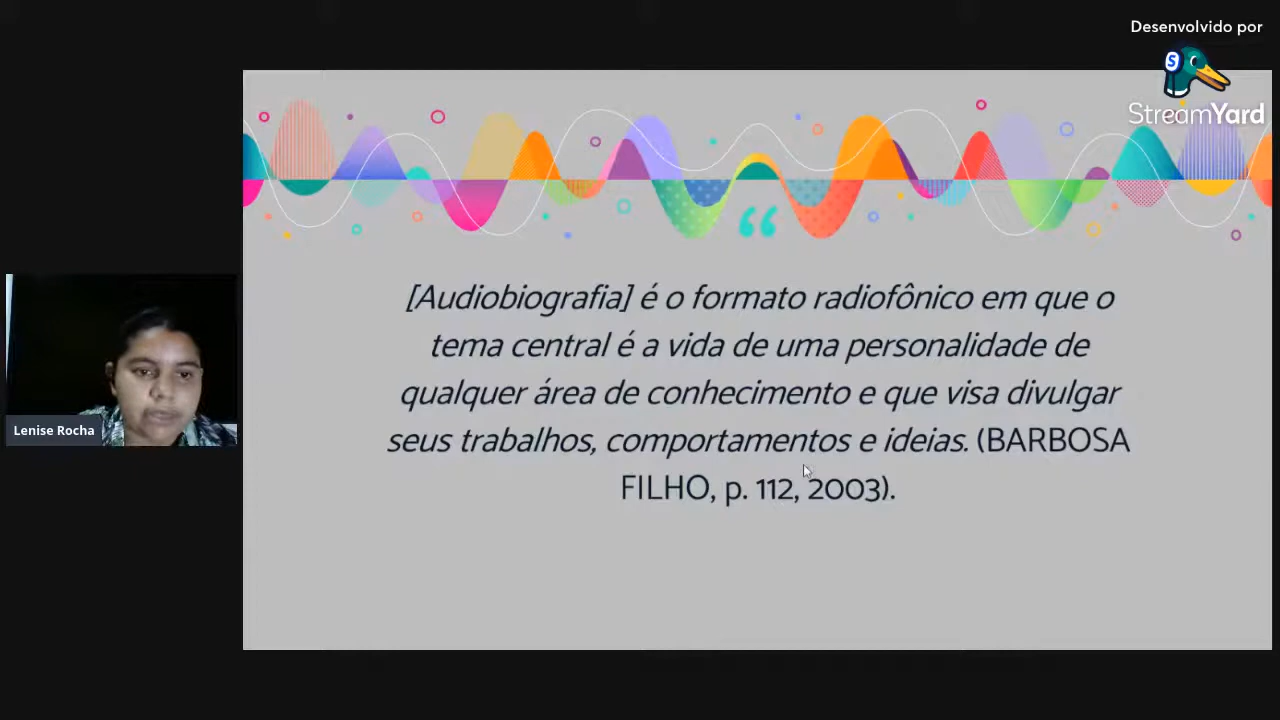 Desenvolvido por
StreamYard
[Audiobiografia] é o formato radiofônico em que o
tema central é a vida de uma personalidade de
qualquer área de conhecimento e que visa divulgar
seus trabalhos, comportamentos e ideias. (BARBOSA
FILHO, p. 112, 2003).
Lenise Rocha